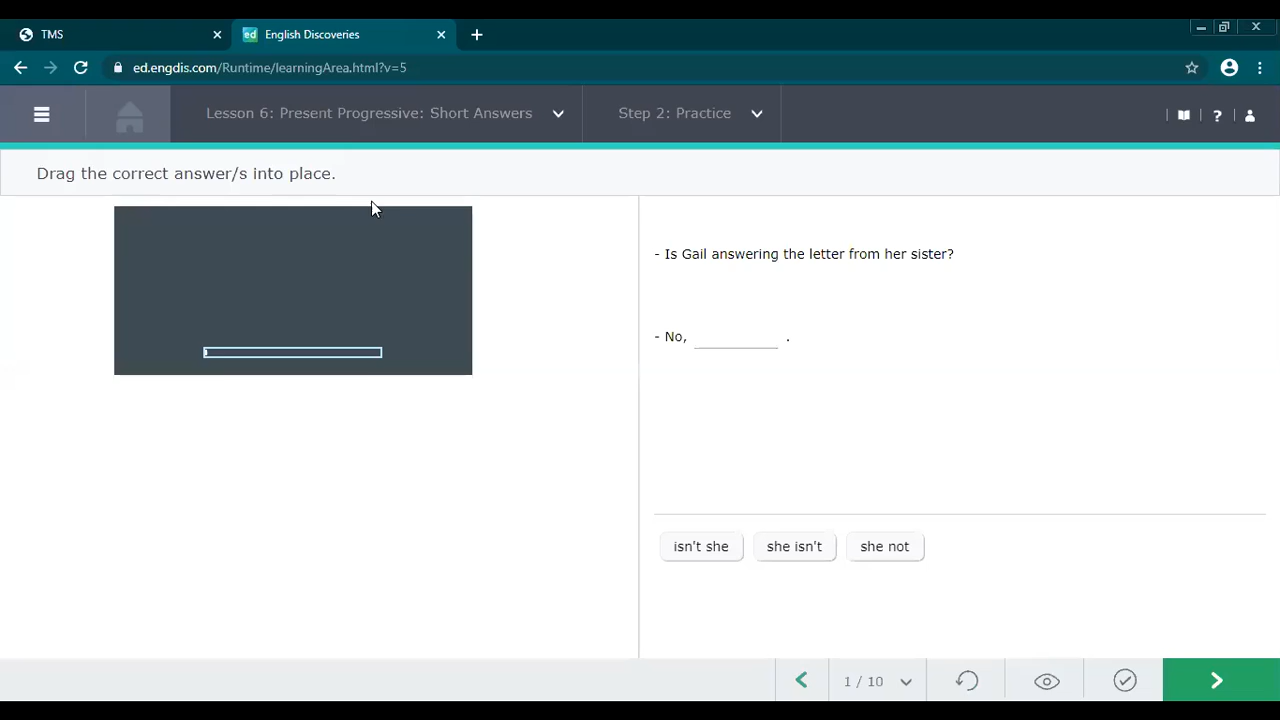 TMS
English Discoveries
ed.engdis.com/Runtime/learningArea.html?v=5
Lesson 6: Present Progressive: Short Answers
Step 2: Practice
Drag the correct answer/s into place.
- Is Gail answering the letter from her sister?
- No, ________ .
isn't she
she isn't
she not
1 / 10